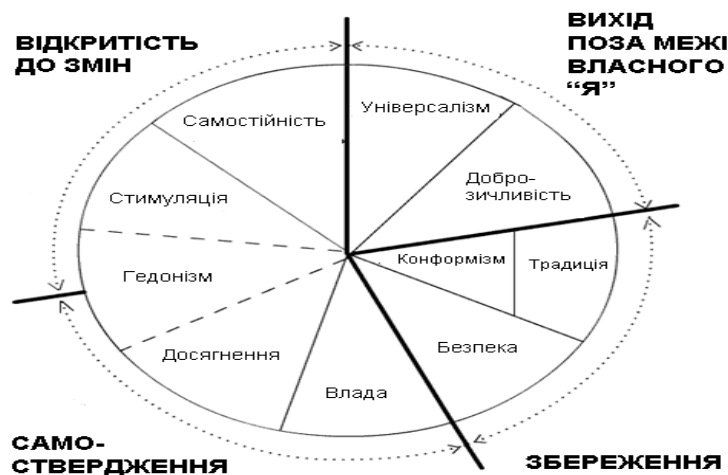 ВІДКРИТІСТЬ
ДО ЗМІН
ВИХІД
ПОЗА МЕЖІ
ВЛАСНОГО
“Я”
Універсалізм
Самостійність
Добро-
зичливість
Стимуляція
Конформізм
Традиція
Гедонізм
Безпека
Досягнення
Влада
САМО-
СТВЕРДЖЕННЯ
ЗБЕРЕЖЕННЯ